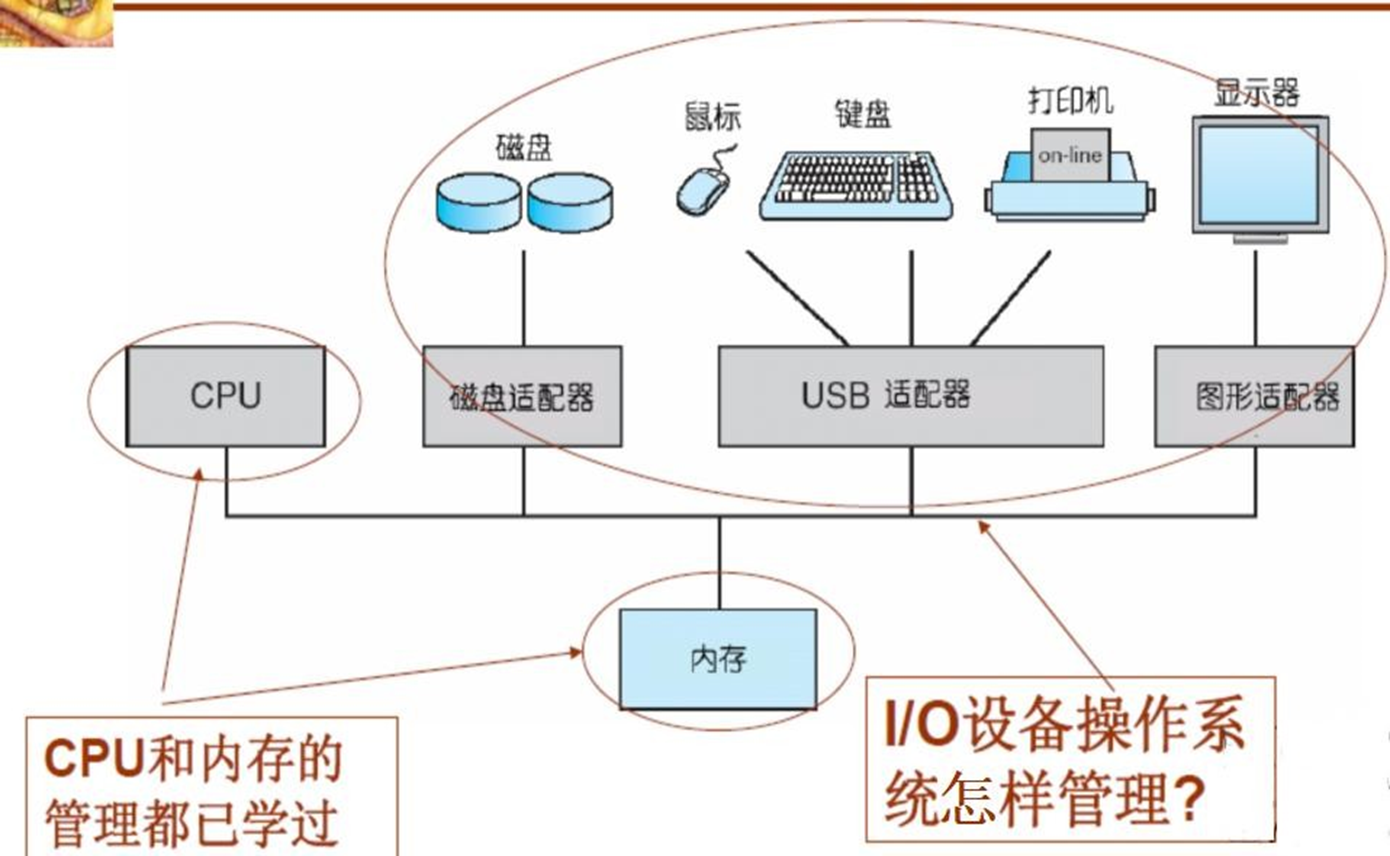 磁盘
鼠标
键盘
打印机
显示器
on-line
CPU
磁盘适配器
USB 适配器
图形适配器
内存
CPU和内存的
管理都已学过
I/O设备操作系
统怎样管理?